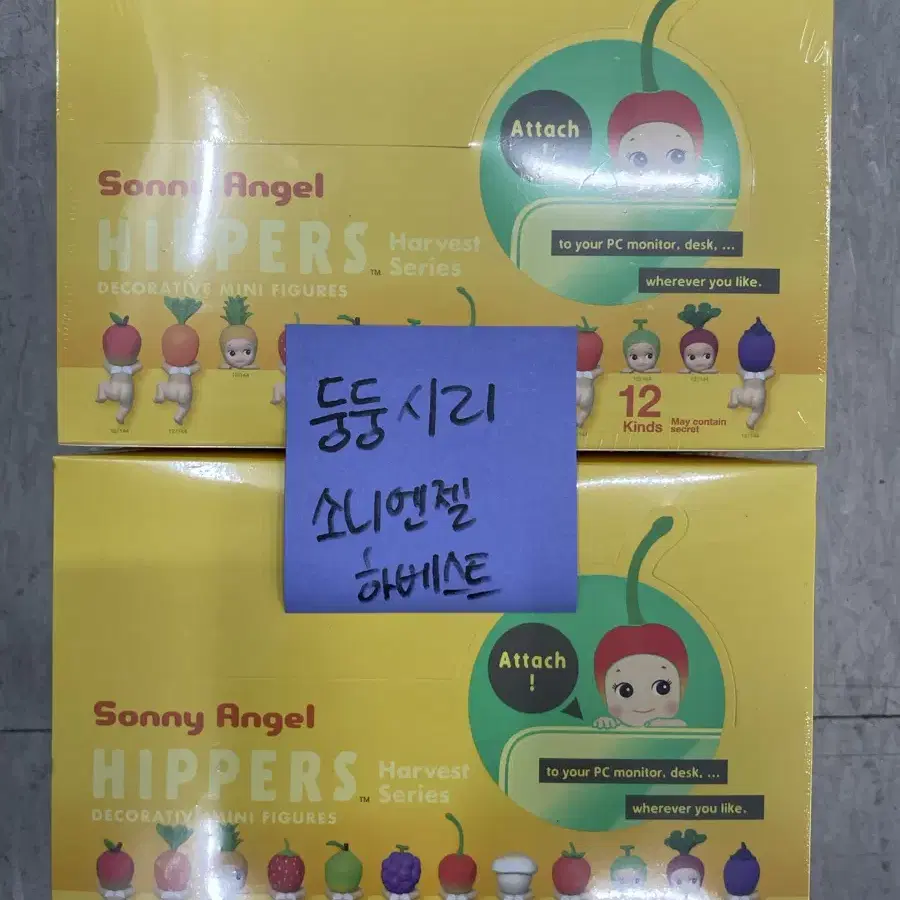 Attach
!
Sonny Angel
HIPPERS™ Harvest
Series
DECORATIVE MINI FIGURES
to your PC monitor, desk, ...
wherever you like.
12
Kinds
May contain
secret
둥둥시리
소니엔젤
하베스트
Attach
!
Sonny Angel
HIPPERS™ Harvest
Series
DECORATIVE MINI FIGURES
to your PC monitor, desk, ...
wherever you like.